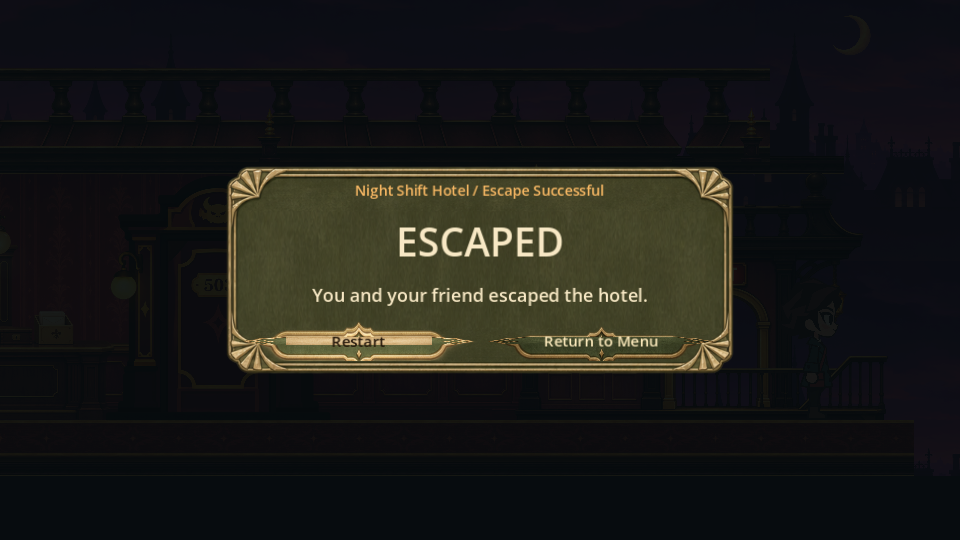 Night Shift Hotel / Escape Successful
ESCAPED
You and your friend escaped the hotel.
Restart
Return to Menu